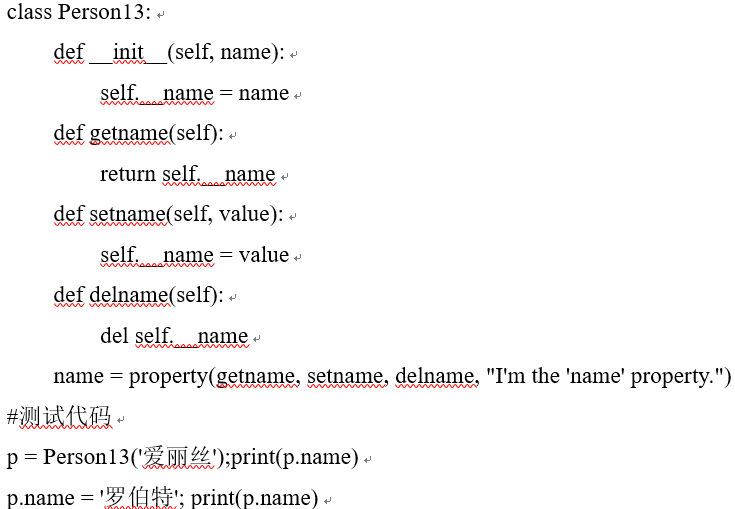 class Person13:
def __init__(self, name):
self.__name = name
def getname(self):
return self.__name
def setname(self, value):
self.__name = value
def delname(self):
del self.__name
name = property(getname, setname, delname, "I'm the 'name' property.")
#测试代码
p = Person13('爱丽丝');print(p.name)
p.name = '罗伯特'; print(p.name)